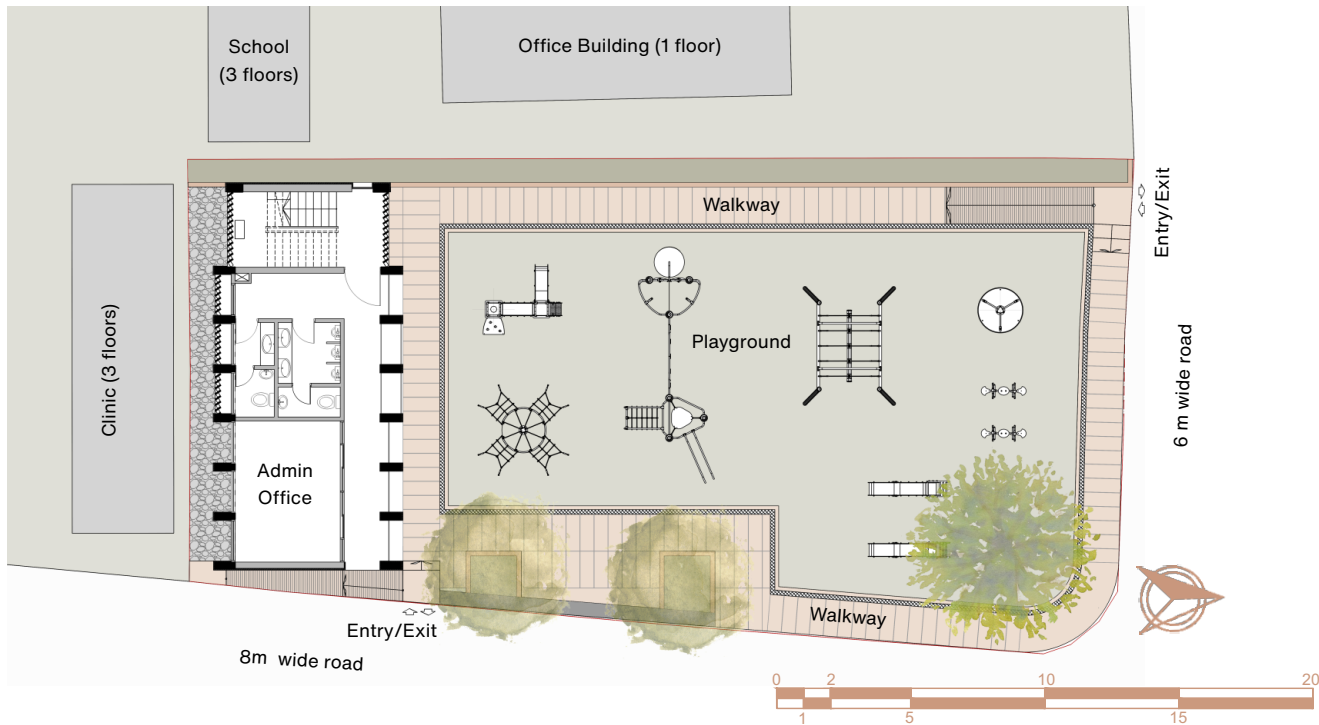 School
(3 floors)
Office Building (1 floor)
Walkway
Entry/Exit
Clinic (3 floors)
Playground
6 m wide road
Admin
Office
Walkway
Entry/Exit
8m wide road
0 2 10 20
1 5 15